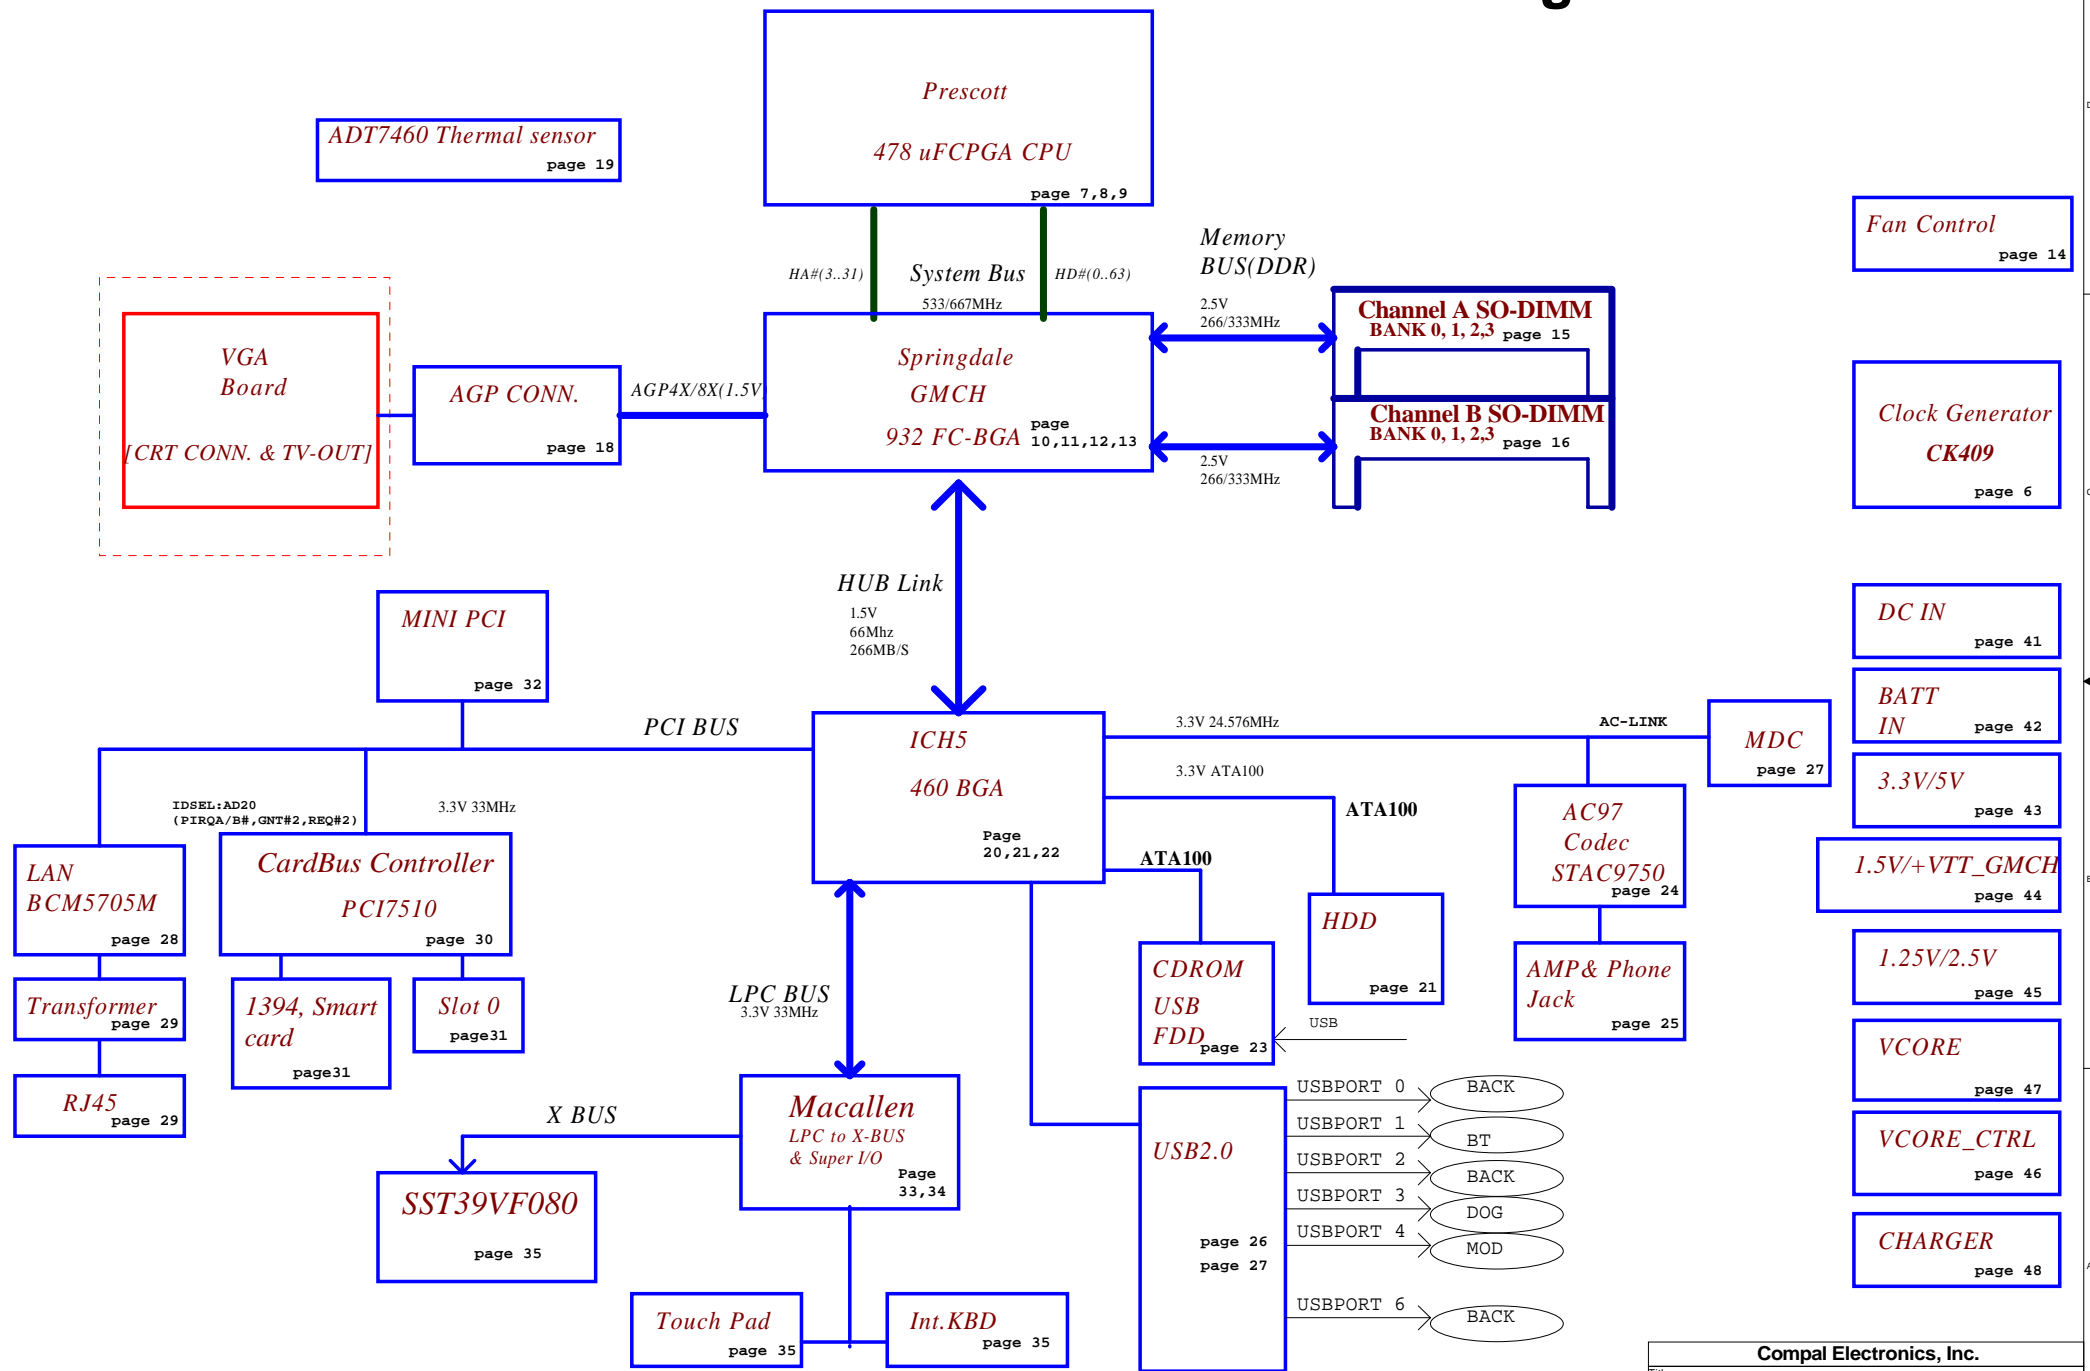 g
Prescott
478 uFCPGA CPU
page 7,8,9
ADT7460 Thermal sensor
page 19
Fan Control
page 14
HA#(3..31)
System Bus
HD#(0..63)
533/667MHz
Memory
BUS(DDR)
2.5V
266/333MHz
Channel A SO-DIMM
BANK 0, 1, 2,3 page 15
VGA
Board
[CRT CONN. & TV-OUT]
AGP CONN.
page 18
AGP4X/8X(1.5V)
Springdale
GMCH
932 FC-BGA
page
10,11,12,13
Channel B SO-DIMM
BANK 0, 1, 2,3 page 16
2.5V
266/333MHz
Clock Generator
CK409
page 6
HUB Link
1.5V
66Mhz
266MB/S
MINI PCI
page 32
DC IN
page 41
BATT
IN
page 42
PCI BUS
ICH5
460 BGA
Page
20,21,22
3.3V 24.576MHz
AC-LINK
MDC
page 27
3.3V ATA100
ATA100
3.3V/5V
page 43
IDSEL:AD20
(PIRQA/B#,GNT#2,REQ#2)
3.3V 33MHz
AC97
Codec
STAC9750
page 24
LAN
BCM5705M
page 28
CardBus Controller
PCI7510
page 30
ATA100
1.5V/+VTT_GMCH
page 44
HDD
page 21
Transformer
page 29
1394, Smart
card
page31
Slot 0
page31
LPC BUS
3.3V 33MHz
CDROM
USB
FDD
page 23
USB
AMP& Phone
Jack
page 25
1.25V/2.5V
page 45
RJ45
page 29
X BUS
Macallen
LPC to X-BUS
& Super I/O
Page
33,34
VCORE
page 47
SST39VF080
page 35
USB2.0
page 26
page 27
USBPORT 0
BACK
USBPORT 1
BT
USBPORT 2
BACK
USBPORT 3
DOG
USBPORT 4
MOD
USBPORT 6
BACK
VCORE_CTRL
page 46
CHARGER
page 48
Touch Pad
page 35
Int.KBD
page 35
Compal Electronics, Inc.